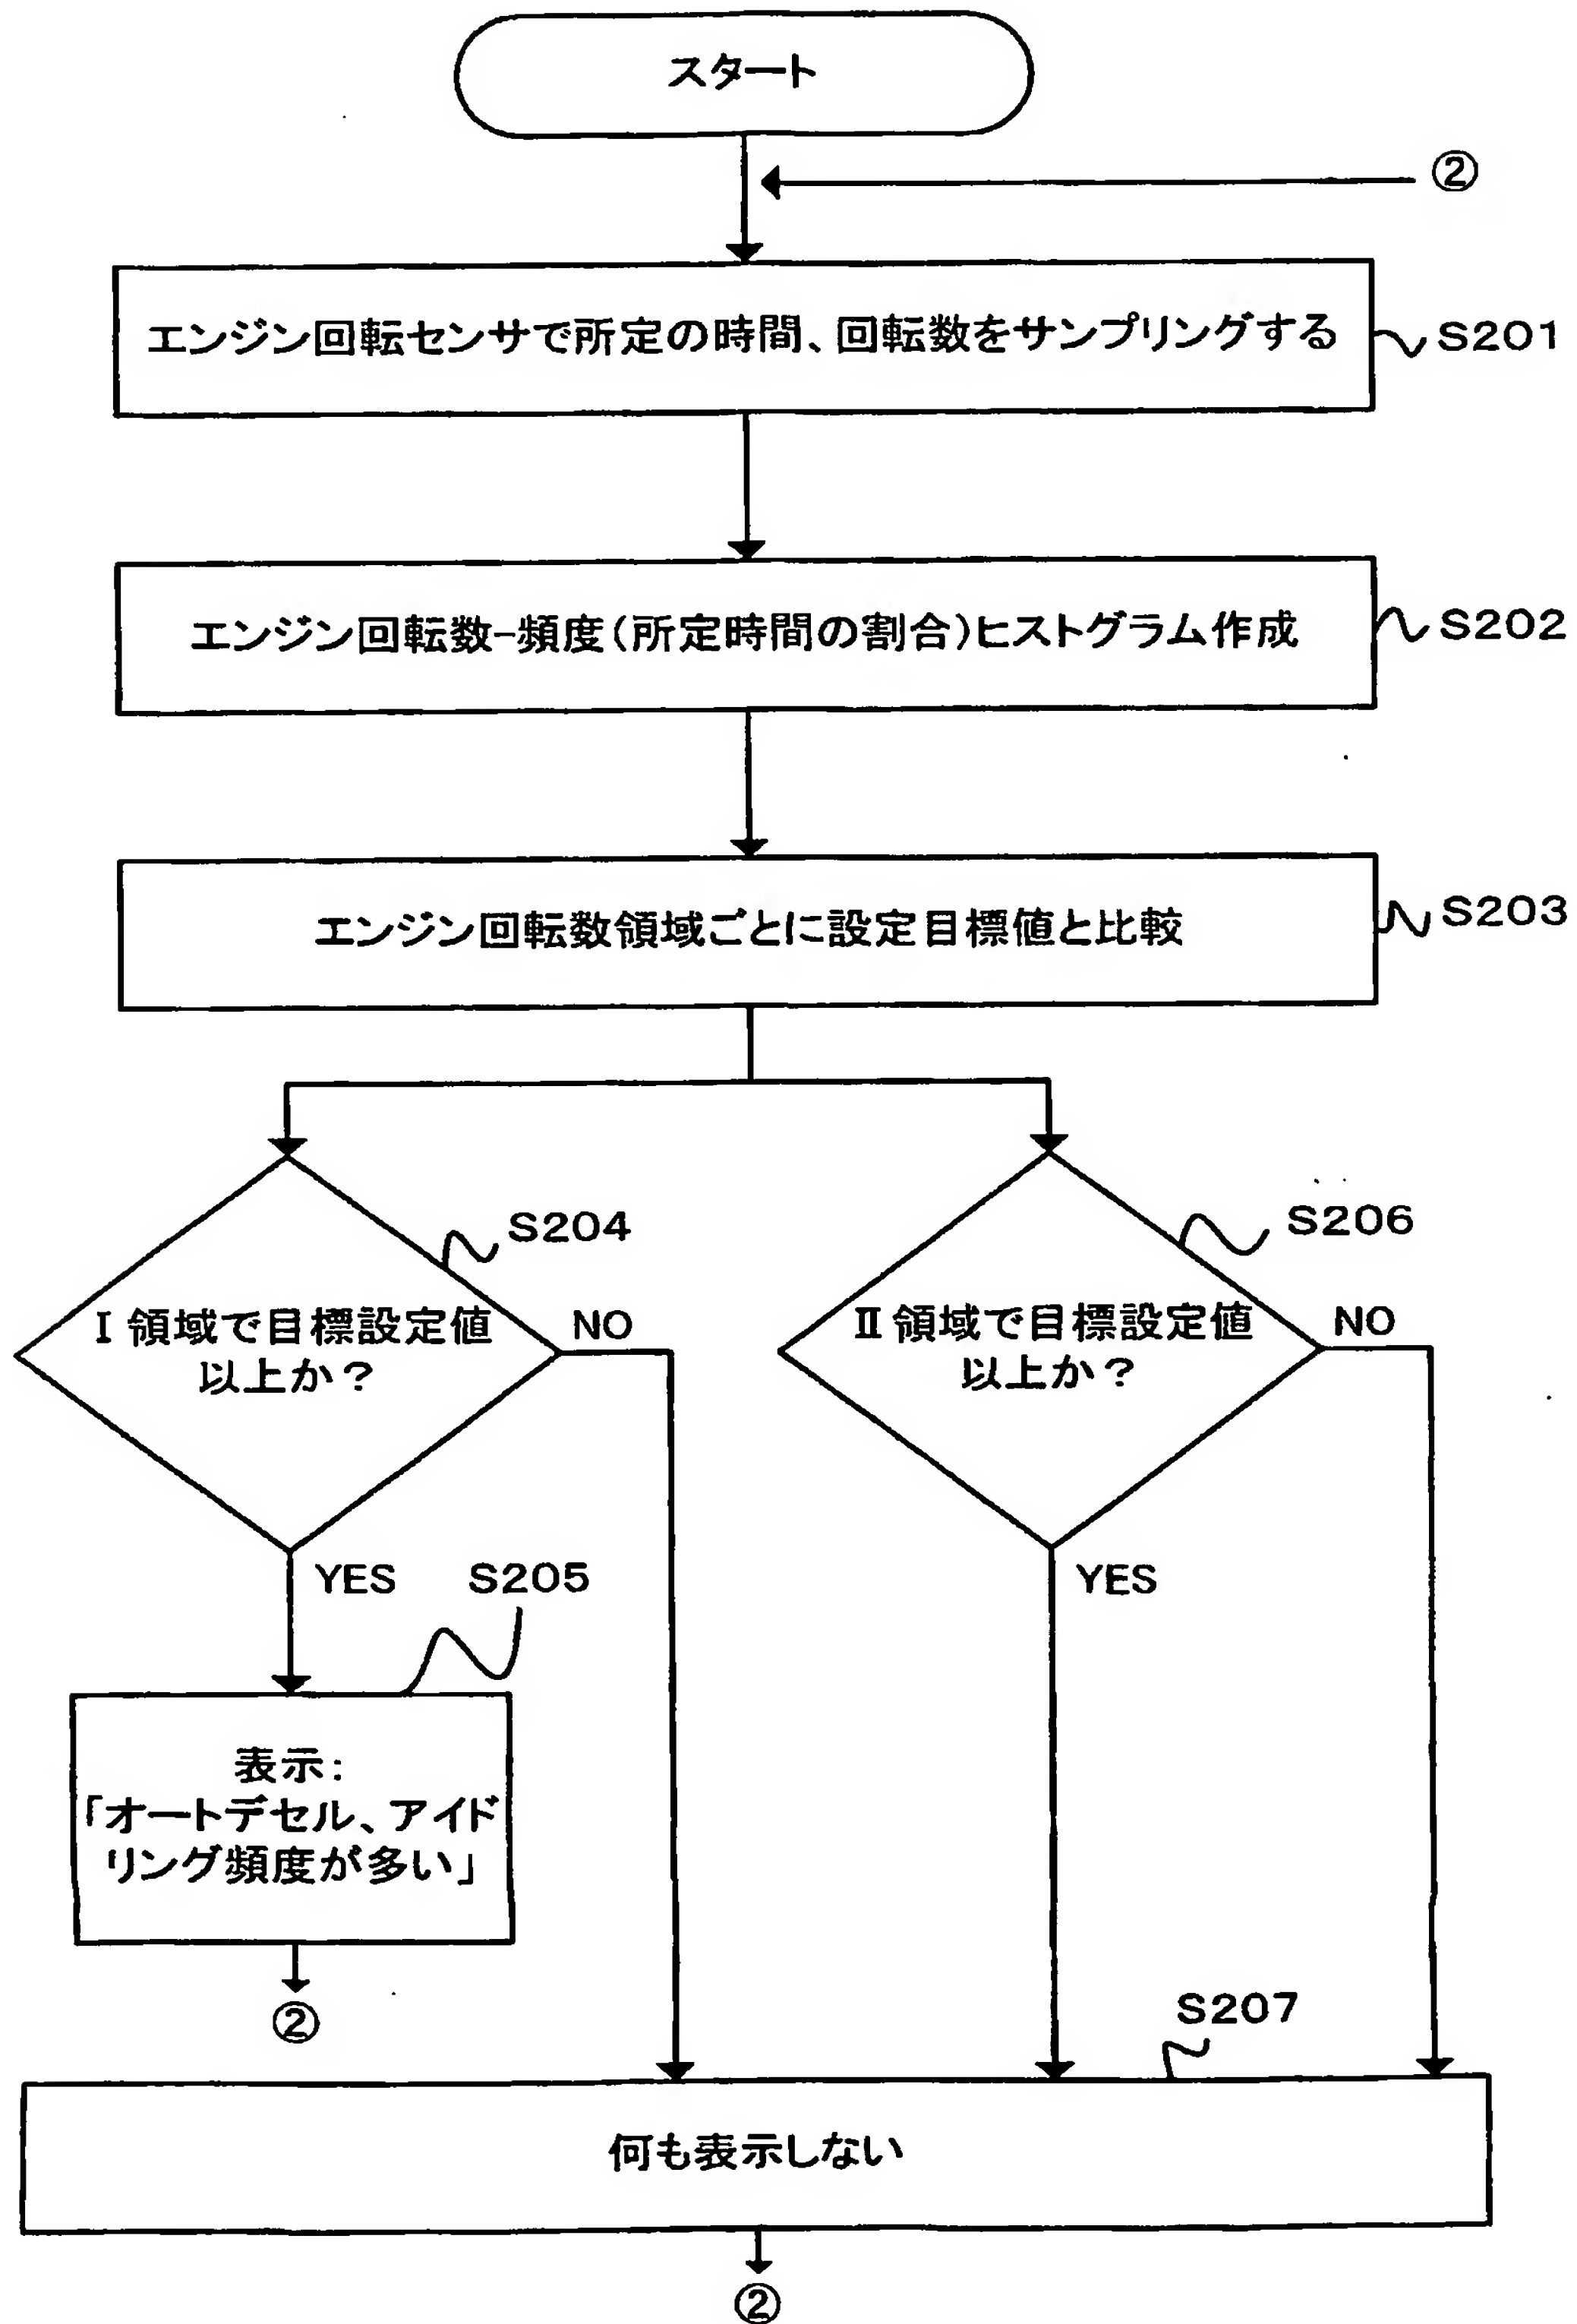 スタート
②
エンジン回転センサで所定の時間、回転数をサンプリングする
S201
エンジン回転数-頻度(所定時間の割合)ヒストグラム作成
S202
エンジン回転数領域ごとに設定目標値と比較
S203
S204
I 領域で目標設定値
以上か?
NO
YES
S206
II 領域で目標設定値
以上か?
NO
YES
S205
表示:
「オートデセル、アイド
リング頻度が多い」
②
S207
何も表示しない
②